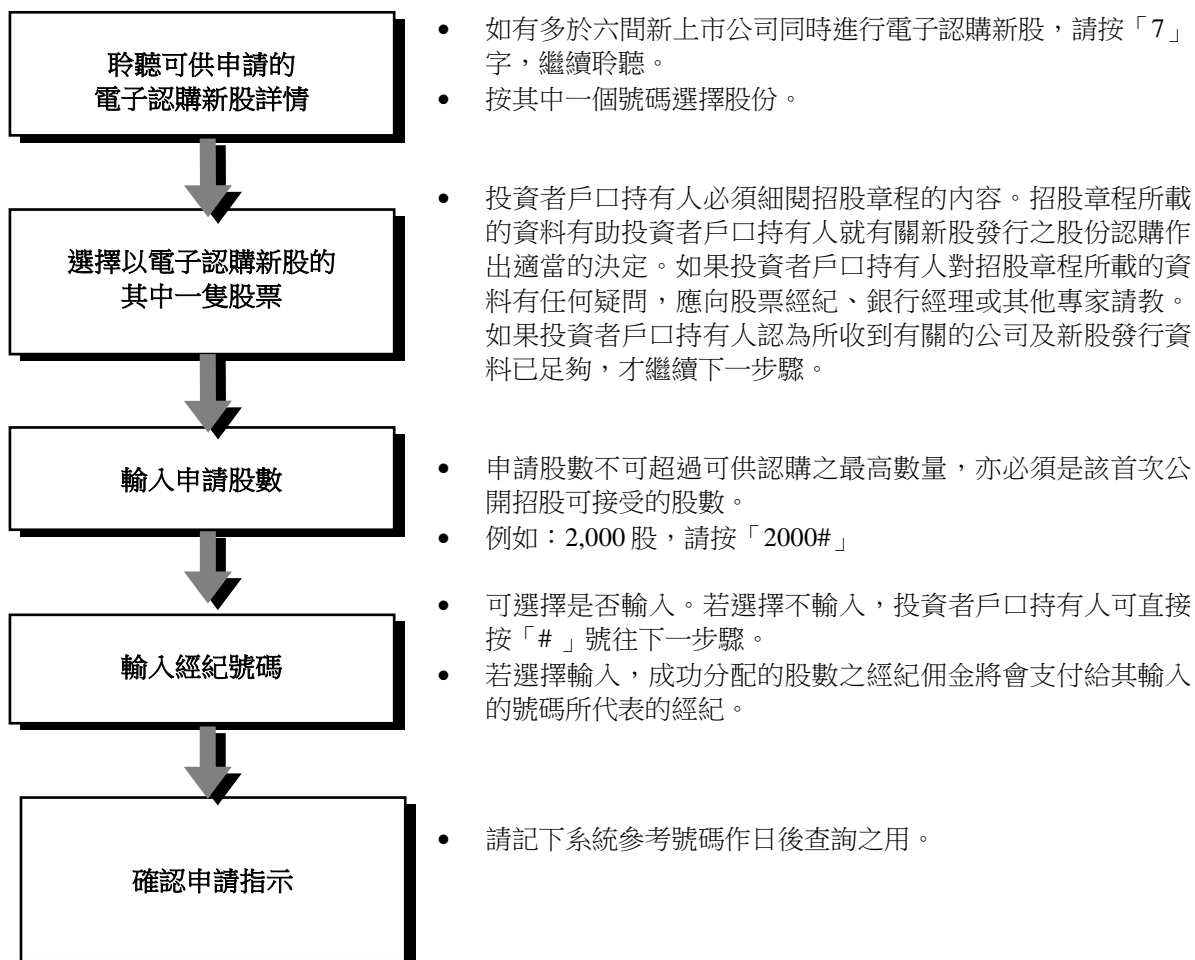 聆聽可供申請的
電子認購新股詳情
• 如有多於六間新上市公司同時進行電子認購新股，請按「7」
字，繼續聆聽。
• 按其中一個號碼選擇股份。
選擇以電子認購新股的
其中一隻股票
• 投資者戶口持有人必須細閱招股章程的內容。招股章程所載
的資料有助投資者戶口持有人就有關新股發行之股份認購作
出適當的決定。如果投資者戶口持有人對招股章程所載的資
料有任何疑問，應向股票經紀、銀行經理或其他專家請教。
如果投資者戶口持有人認為所收到有關的公司及新股發行資
料已足夠，才繼續下一步驟。
輸入申請股數
• 申請股數不可超過可供認購之最高數量，亦必須是該首次公
開招股可接受的股數。
• 例如：2,000 股，請按「2000#」
輸入經紀號碼
• 可選擇是否輸入。若選擇不輸入，投資者戶口持有人可直接
按「# 」號往下一步驟。
• 若選擇輸入，成功分配的股數之經紀佣金將會支付給其輸入
的號碼所代表的經紀。
確認申請指示
• 請記下系統參考號碼作日後查詢之用。